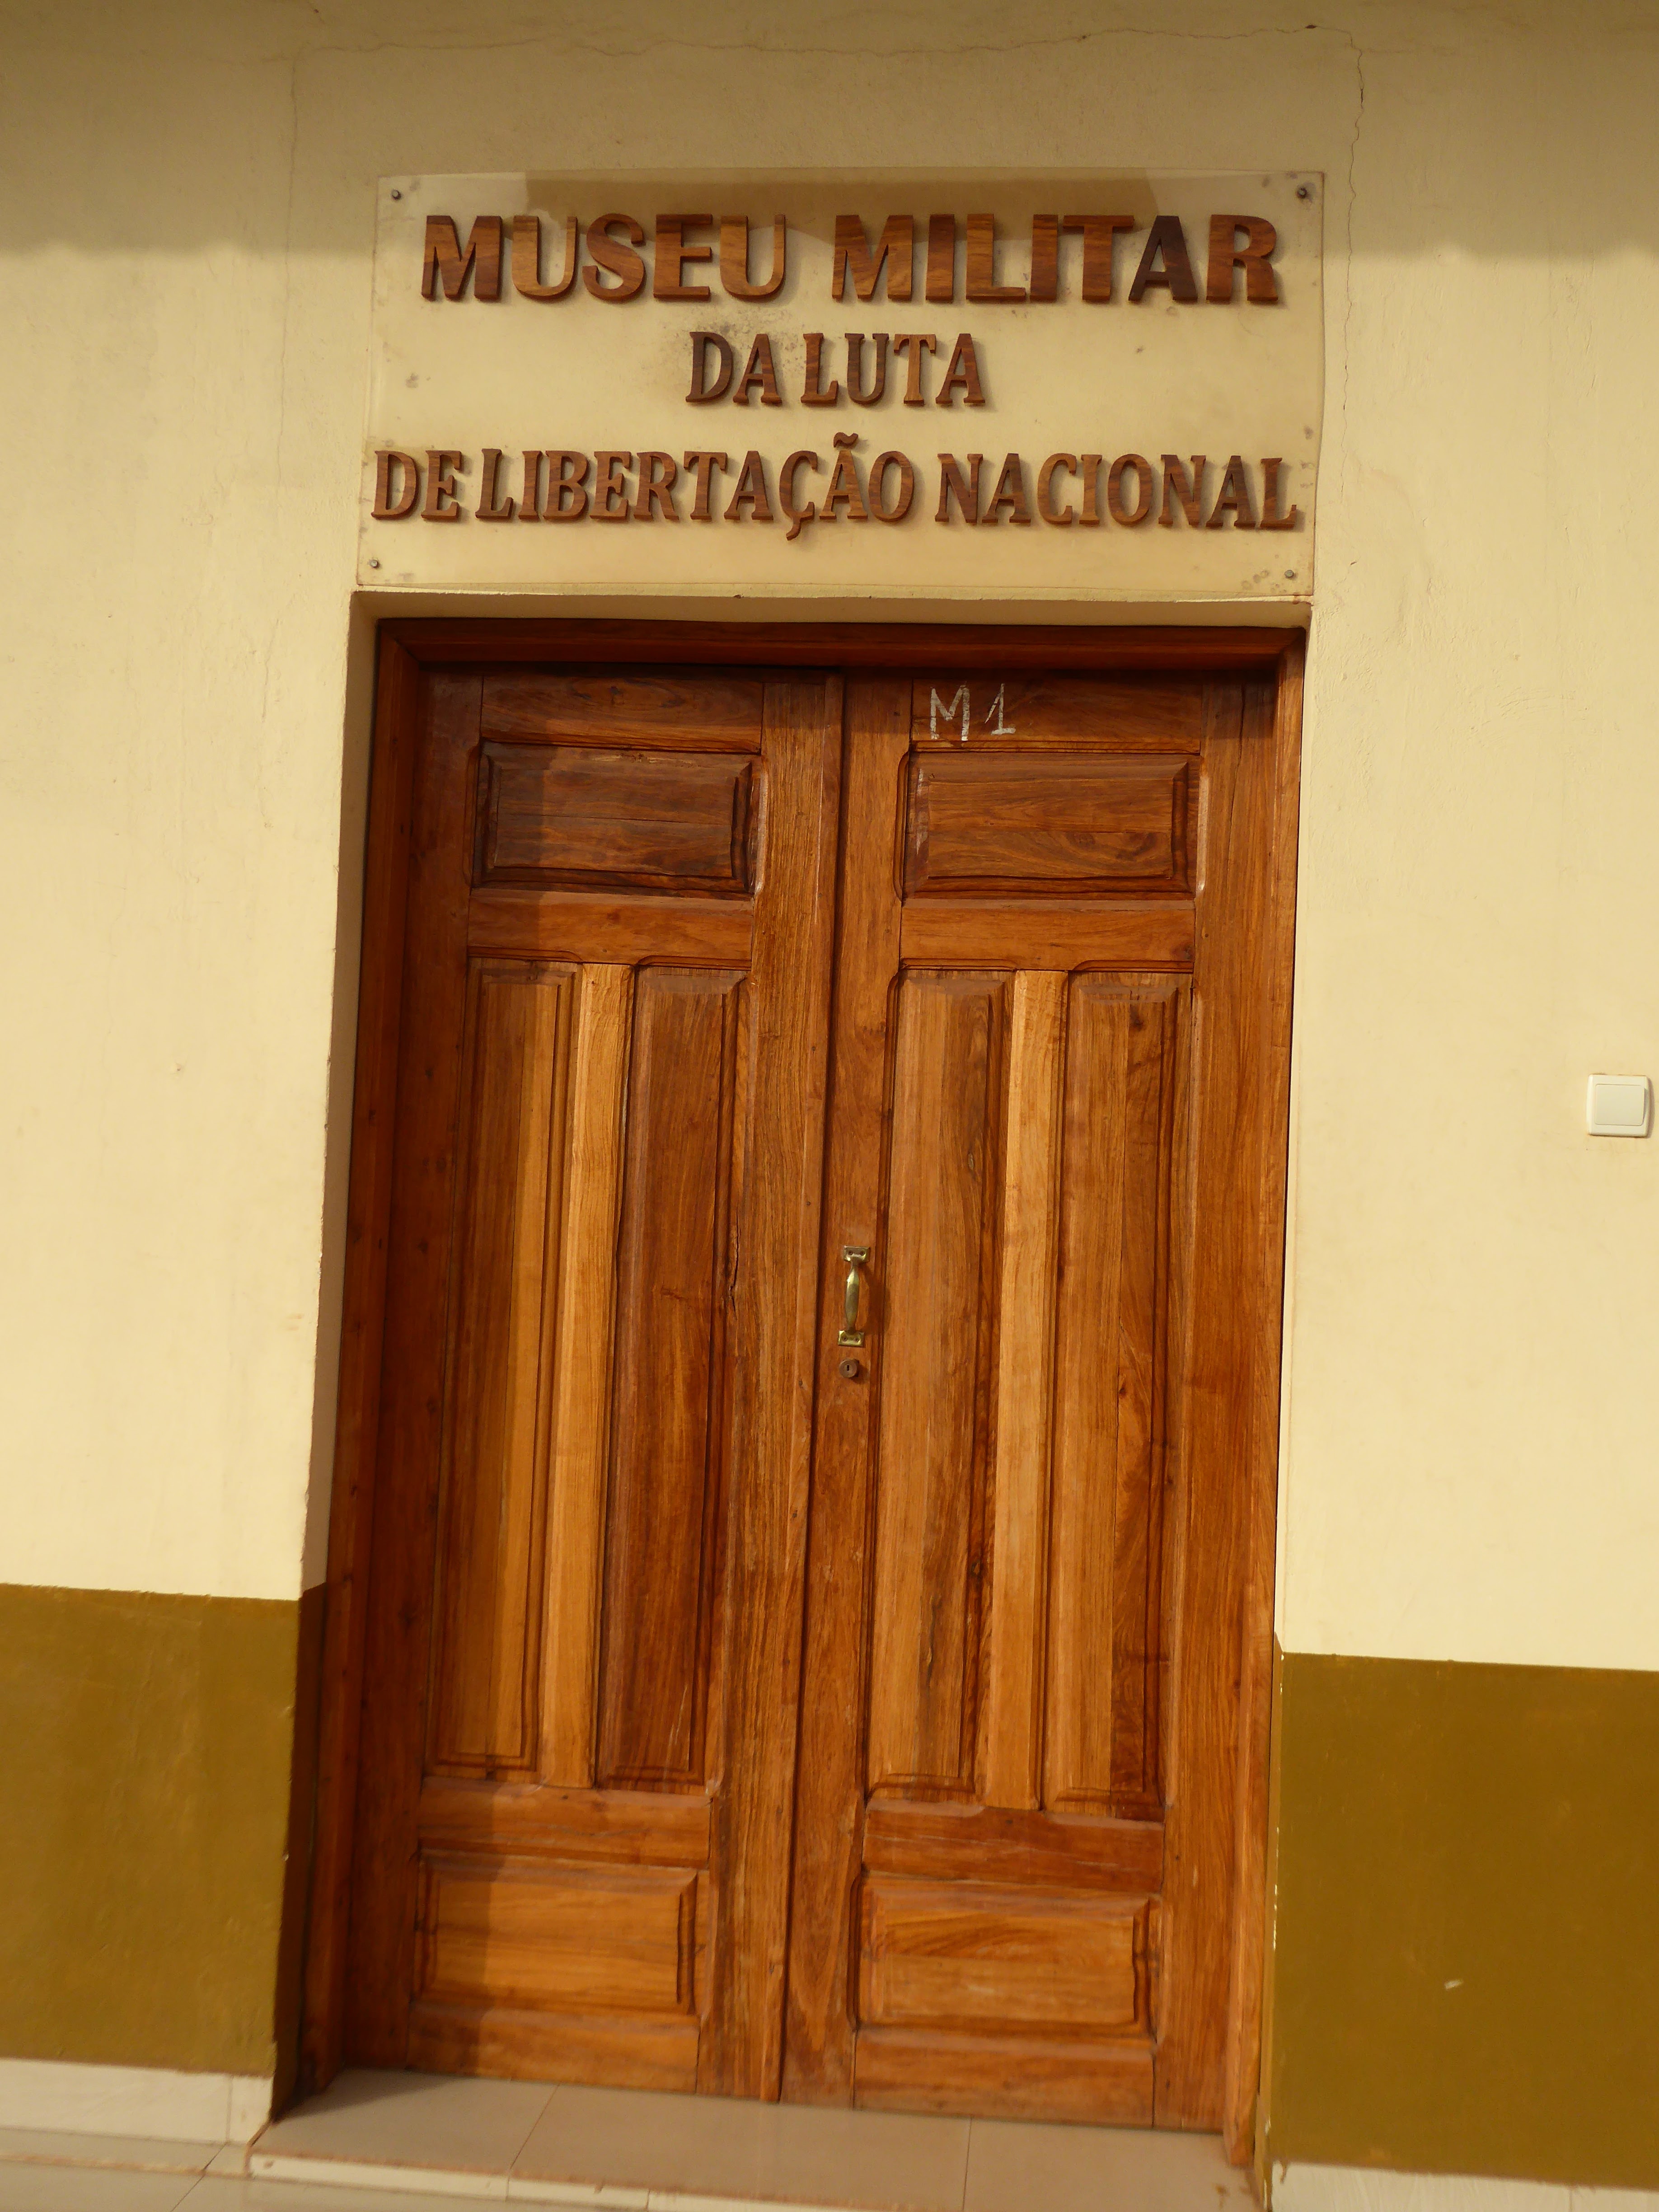 MUSEU MILITAR
DA LUTA
DE LIBERTAÇÃO NACIONAL
M1